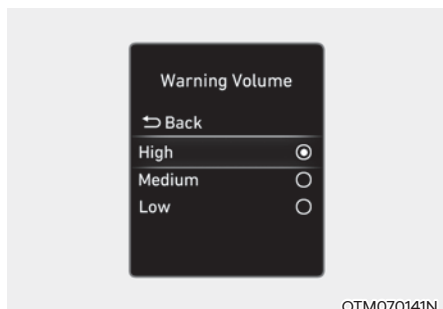 Warning Volume
Back
High
Medium
Low
OTM070141N